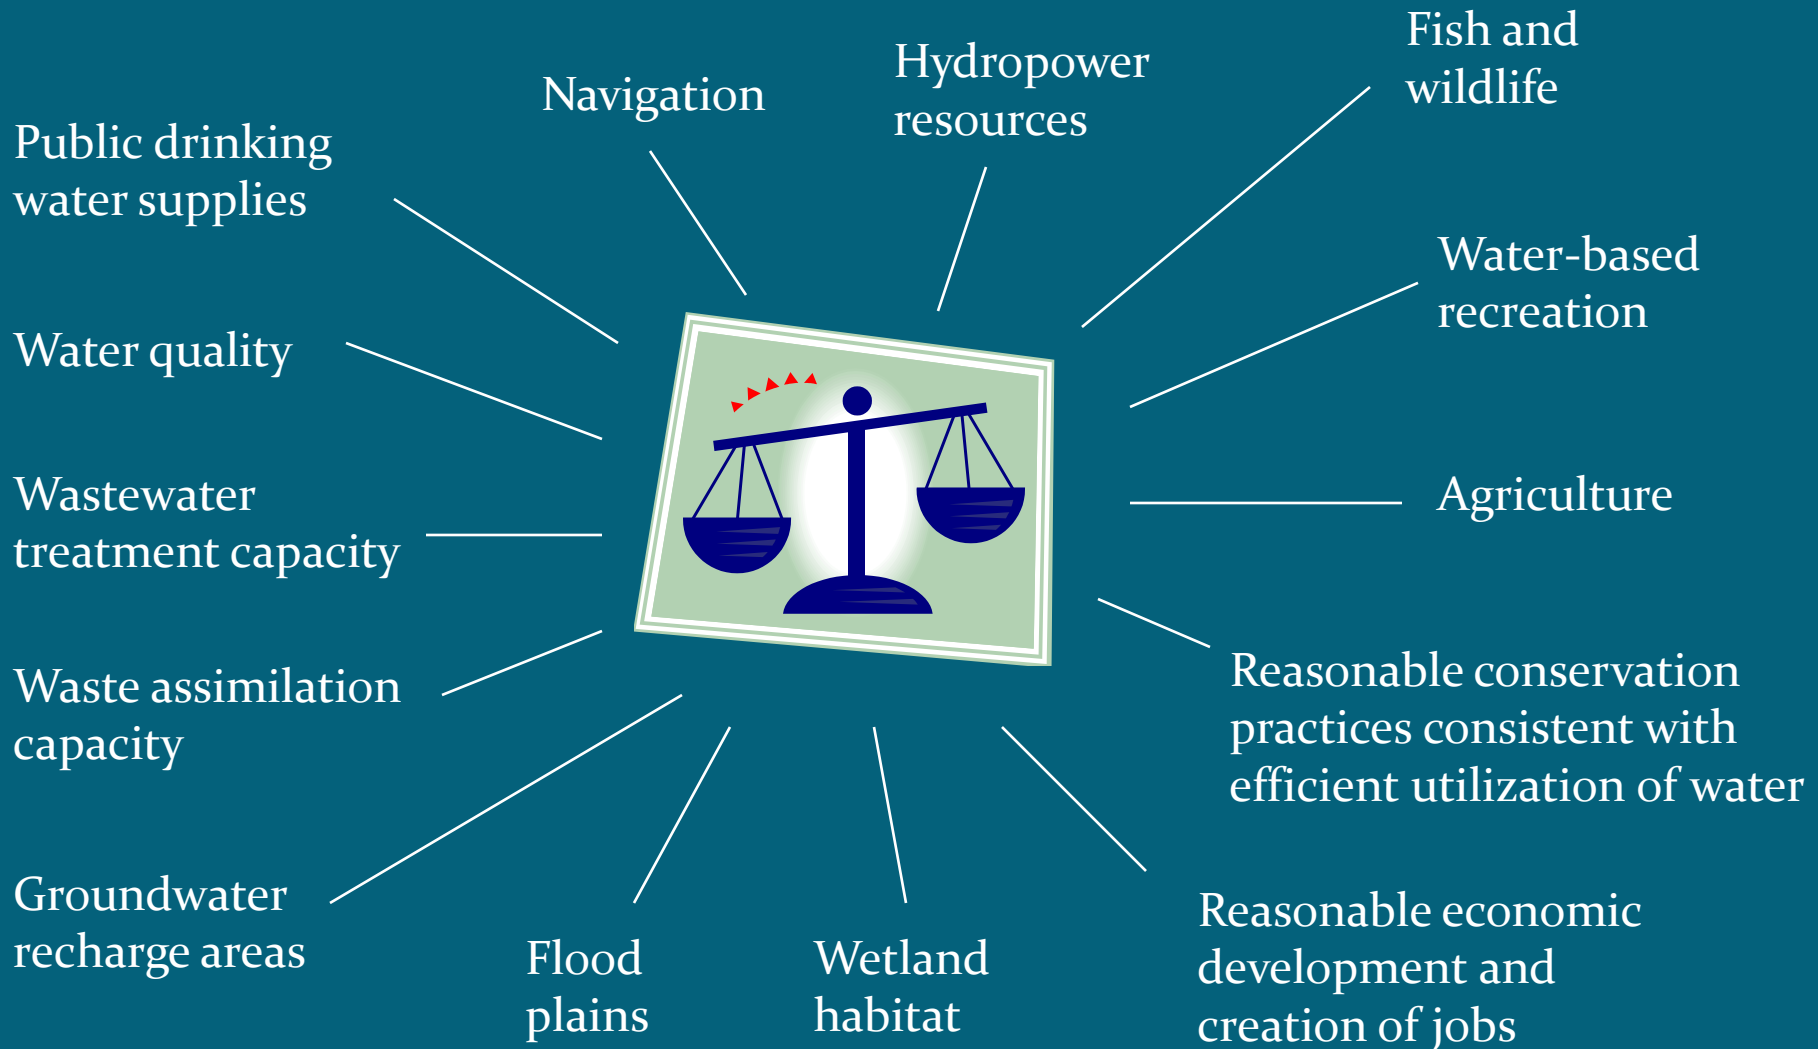 Navigation
Hydropower
resources
Fish and
wildlife
Public drinking
water supplies
Water-based
recreation
Water quality
Wastewater
treatment capacity
Agriculture
Waste assimilation
capacity
Reasonable conservation
practices consistent with
efficient utilization of water
Groundwater
recharge areas
Flood
plains
Wetland
habitat
Reasonable economic
development and
creation of jobs